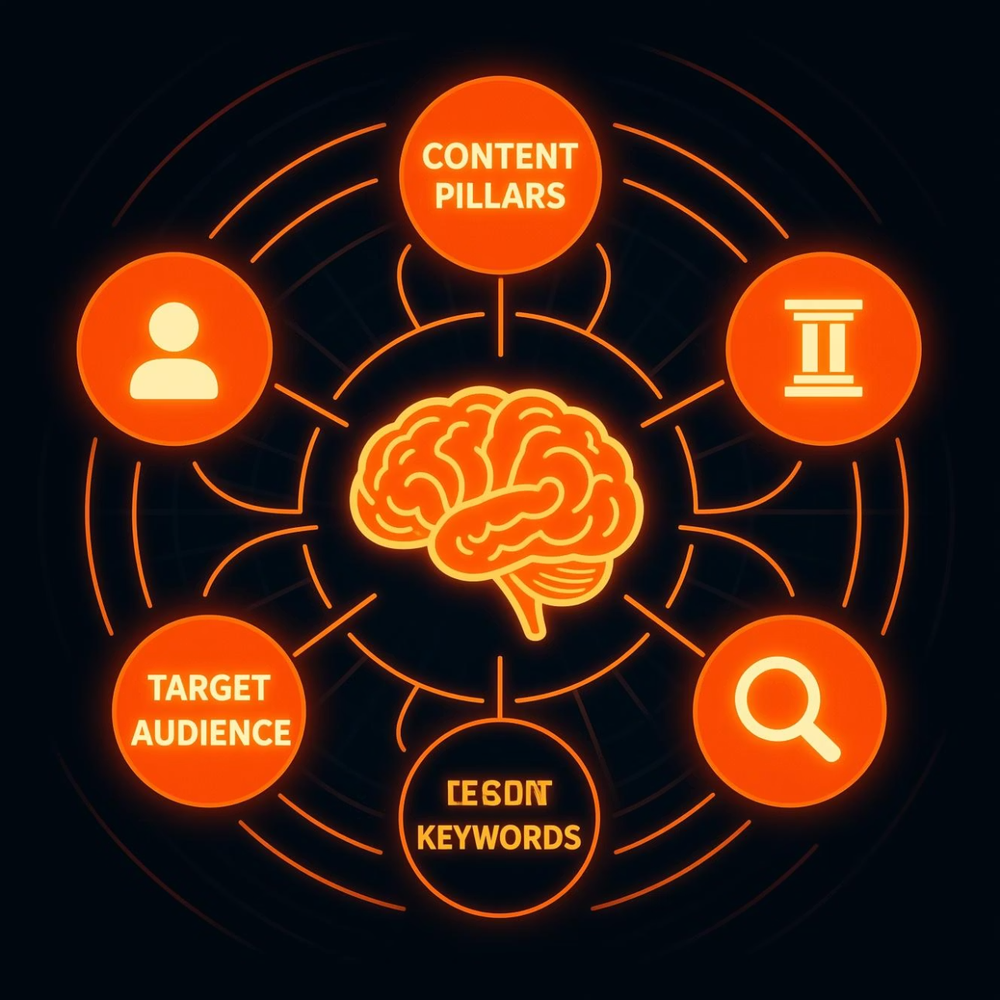 CONTENT
PILLARS
TARGET
AUDIENCE
KEYWORDS